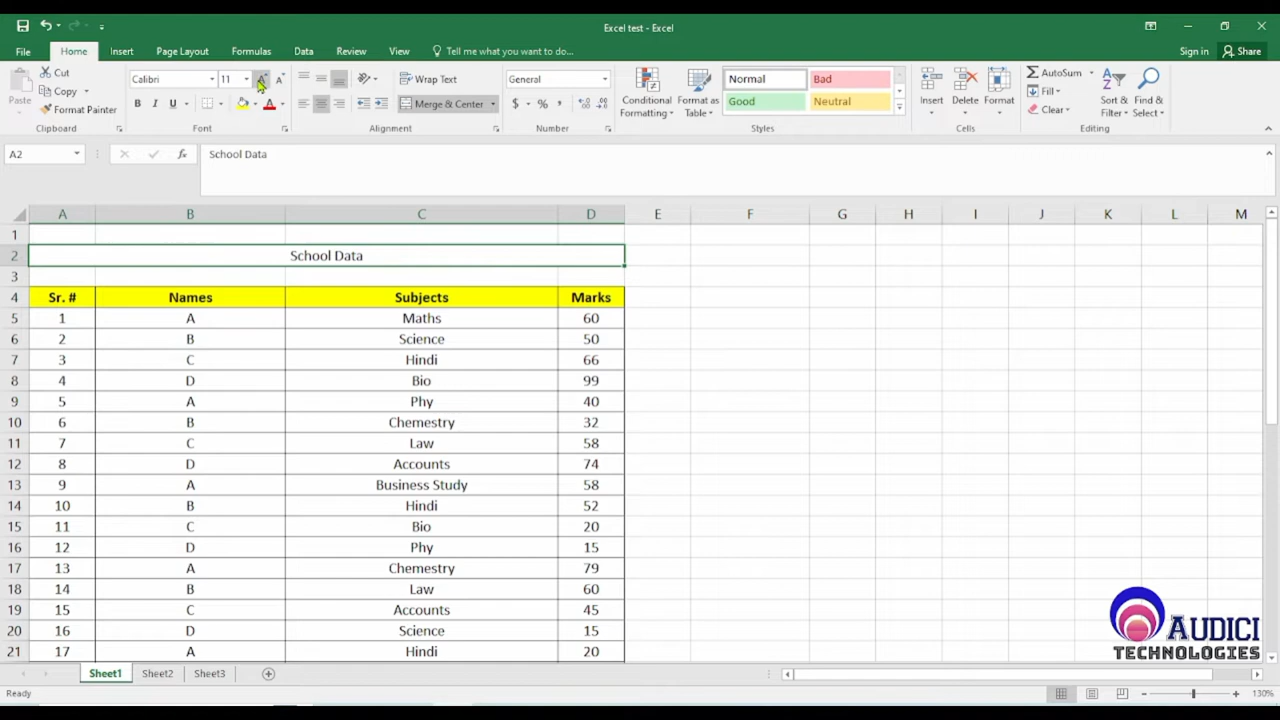 Excel test - Excel
File Home Insert Page Layout Formulas Data Review View Tell me what you want to do... Sign in Share
Paste
Cut
Copy
Format Painter
Clipboard
Calibri 11
B I U
Font
Wrap Text
Merge & Center
Alignment
General
$ % ,
Number
Conditional Formatting
Format as Table
Normal Bad
Good Neutral
Styles
Insert Delete Format
Cells
AutoSum
Fill
Clear
Sort & Filter
Find & Select
Editing
A2 fx School Data
A B C D E F G H I J K L M
1
2 School Data
3
4 Sr. # Names Subjects Marks
5 1 A Maths 60
6 2 B Science 50
7 3 C Hindi 66
8 4 D Bio 99
9 5 A Phy 40
10 6 B Chemestry 32
11 7 C Law 58
12 8 D Accounts 74
13 9 A Business Study 58
14 10 B Hindi 52
15 11 C Bio 20
16 12 D Phy 15
17 13 A Chemestry 79
18 14 B Law 60
19 15 C Accounts 45
20 16 D Science 15
21 17 A Hindi 20
AUDICI
TECHNOLOGIES
Sheet1 Sheet2 Sheet3
Ready 130%